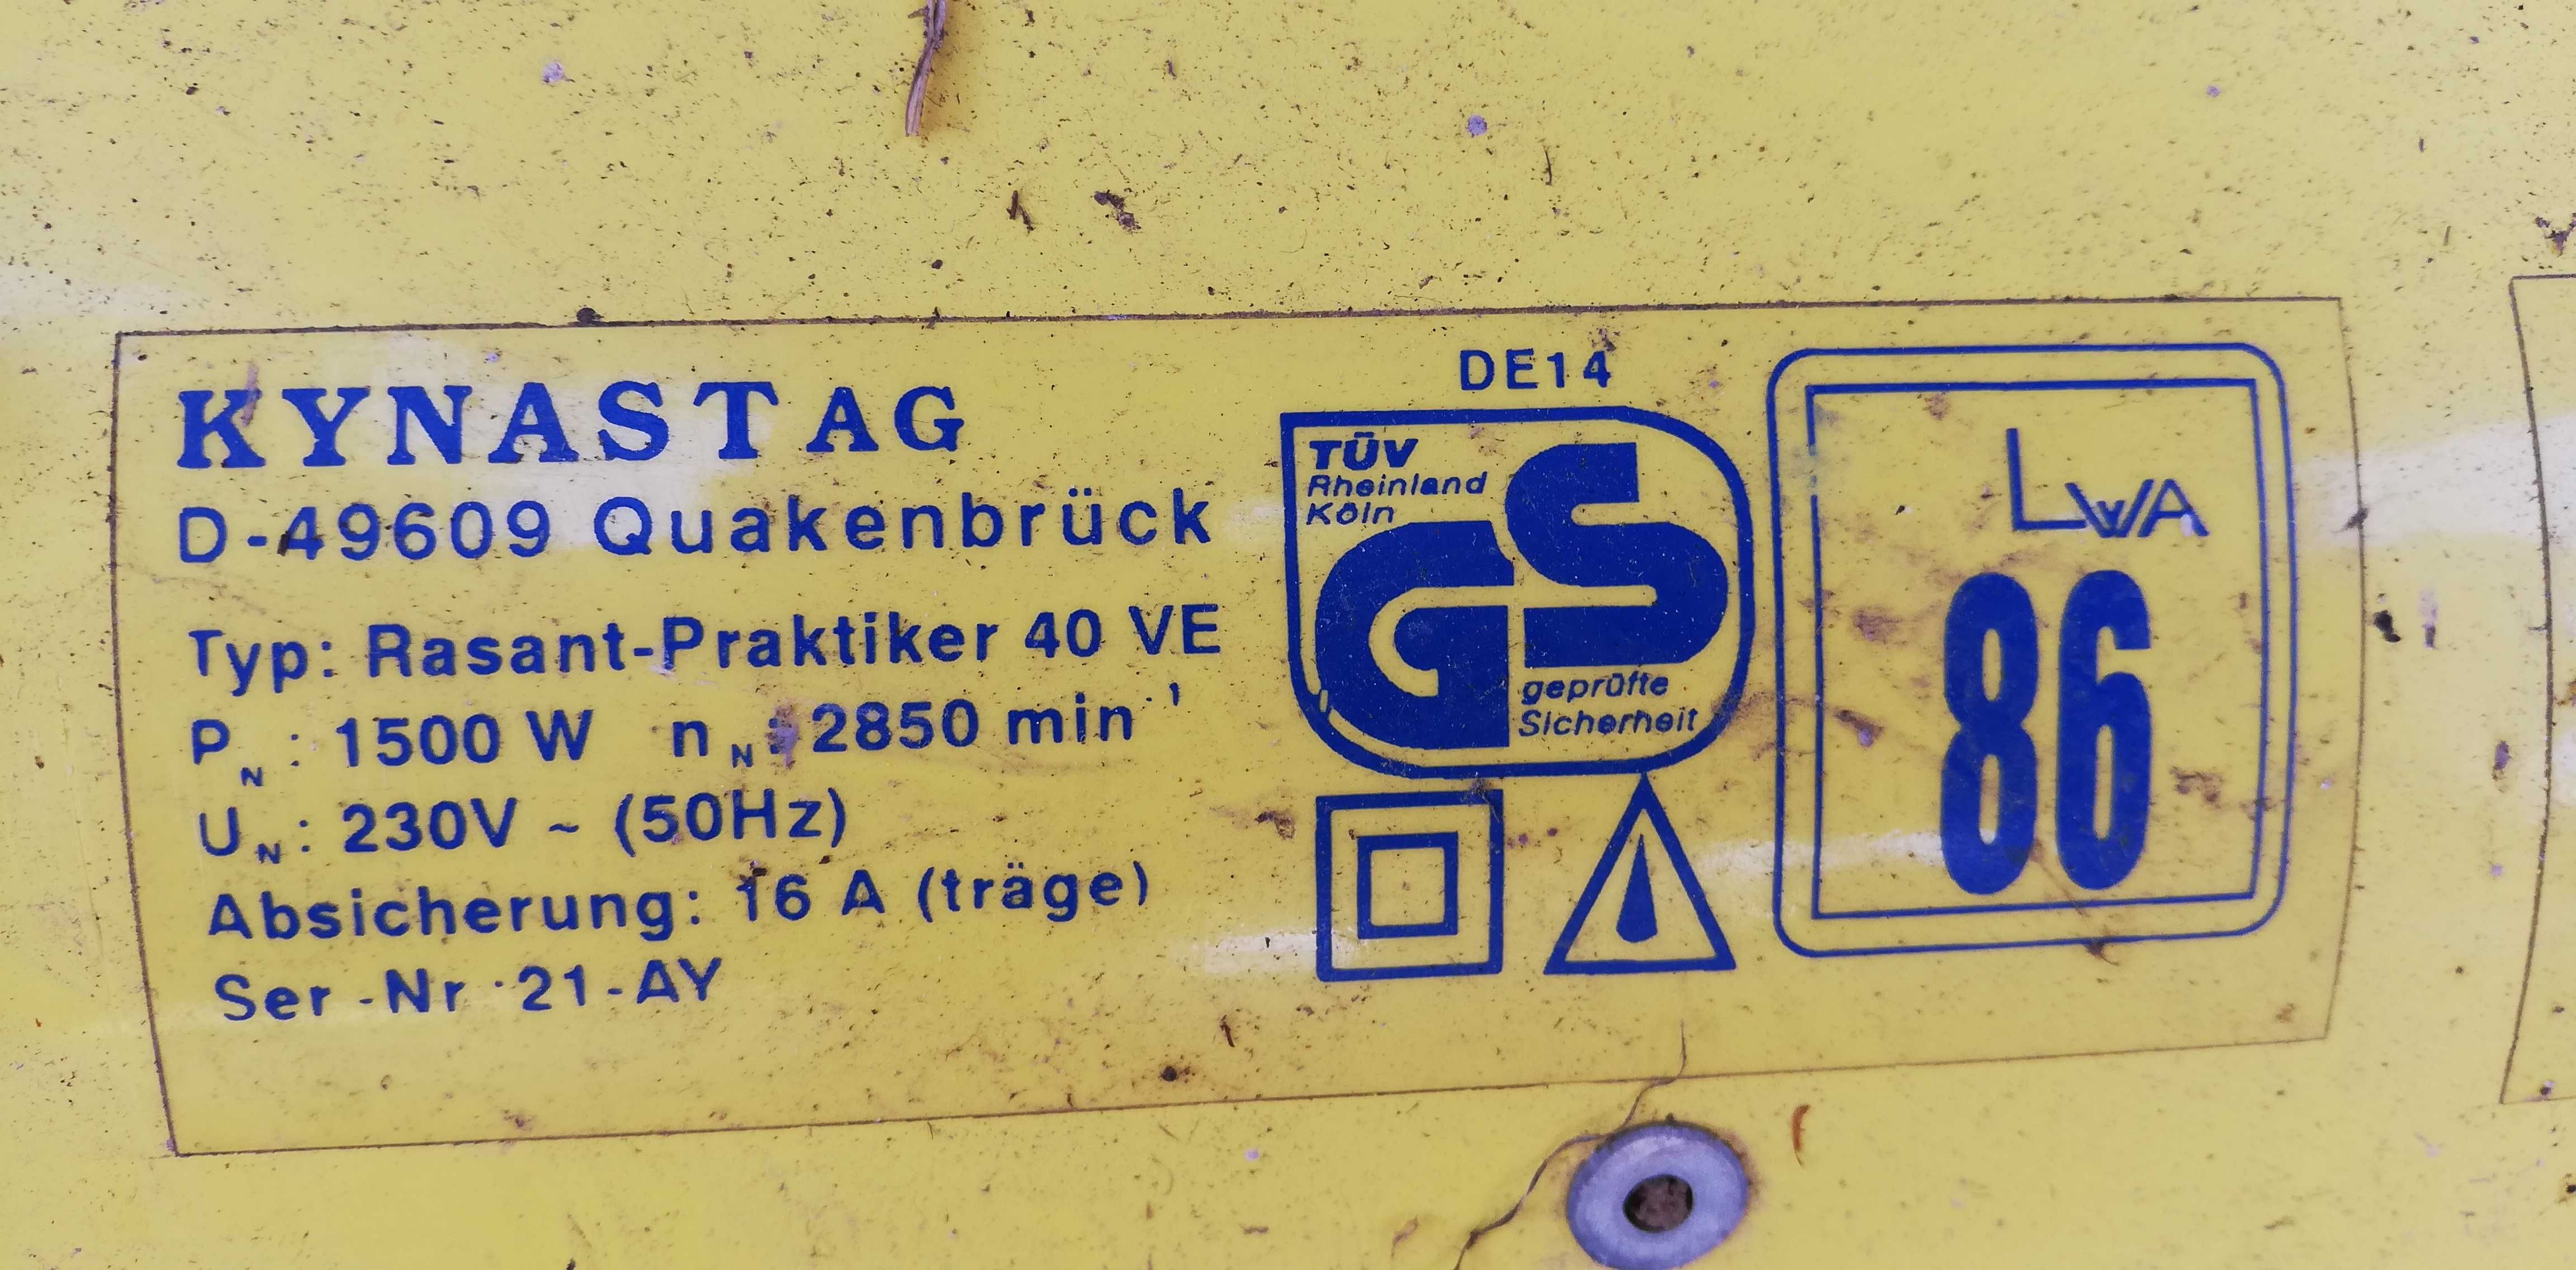 KYNAST AG
D-49609 Quakenbrück
Typ: Rasant-Praktiker 40 VE
PN : 1500 W nN : 2850 min-1
UN : 230V ~ (50Hz)
Absicherung: 16 A (träge)
Ser-Nr 21-AY
DE14
TÜV
Rheinland
Köln
GS
geprüfte
Sicherheit
LWA
86